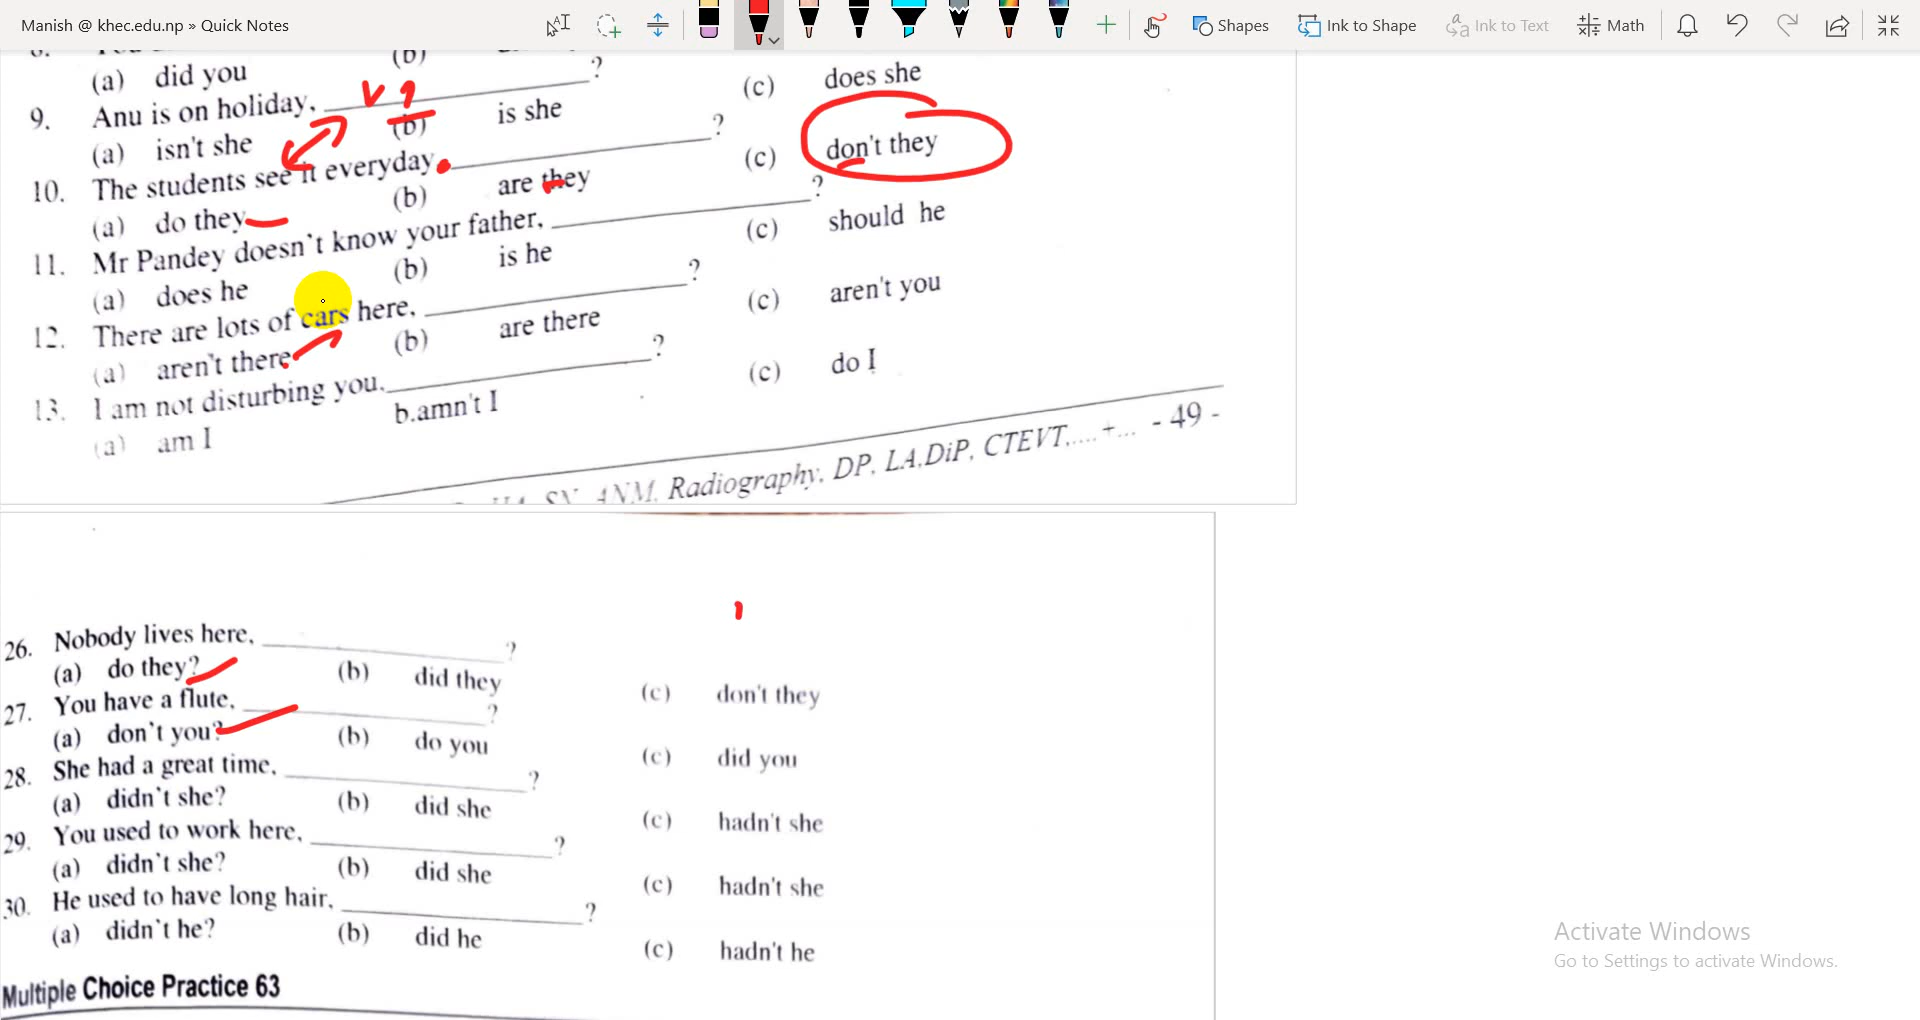 Manish @ khec.edu.np » Quick Notes
Shapes Ink to Shape Ink to Text Math
(a) did you (b)
(c) does she
9. Anu is on holiday, ?
(a) isn't she (b) is she
(c) don't they
10. The students see it everyday, ?
(a) do they (b) are they
(c) should he
11. Mr Pandey doesn't know your father, ?
(a) does he (b) is he
(c) aren't you
12. There are lots of cars here, ?
(a) aren't there (b) are there
(c) do I
13. I am not disturbing you, ?
(a) am I b.amn't I
HA, SN, ANM, Radiography, DP, LA,DiP, CTEVT,....+... - 49 -
26. Nobody lives here, ?
(a) do they? (b) did they (c) don't they
27. You have a flute, ?
(a) don't you? (b) do you (c) did you
28. She had a great time, ?
(a) didn't she? (b) did she (c) hadn't she
29. You used to work here, ?
(a) didn't she? (b) did she (c) hadn't she
30. He used to have long hair, ?
(a) didn't he? (b) did he (c) hadn't he
Multiple Choice Practice 63
Activate Windows
Go to Settings to activate Windows.